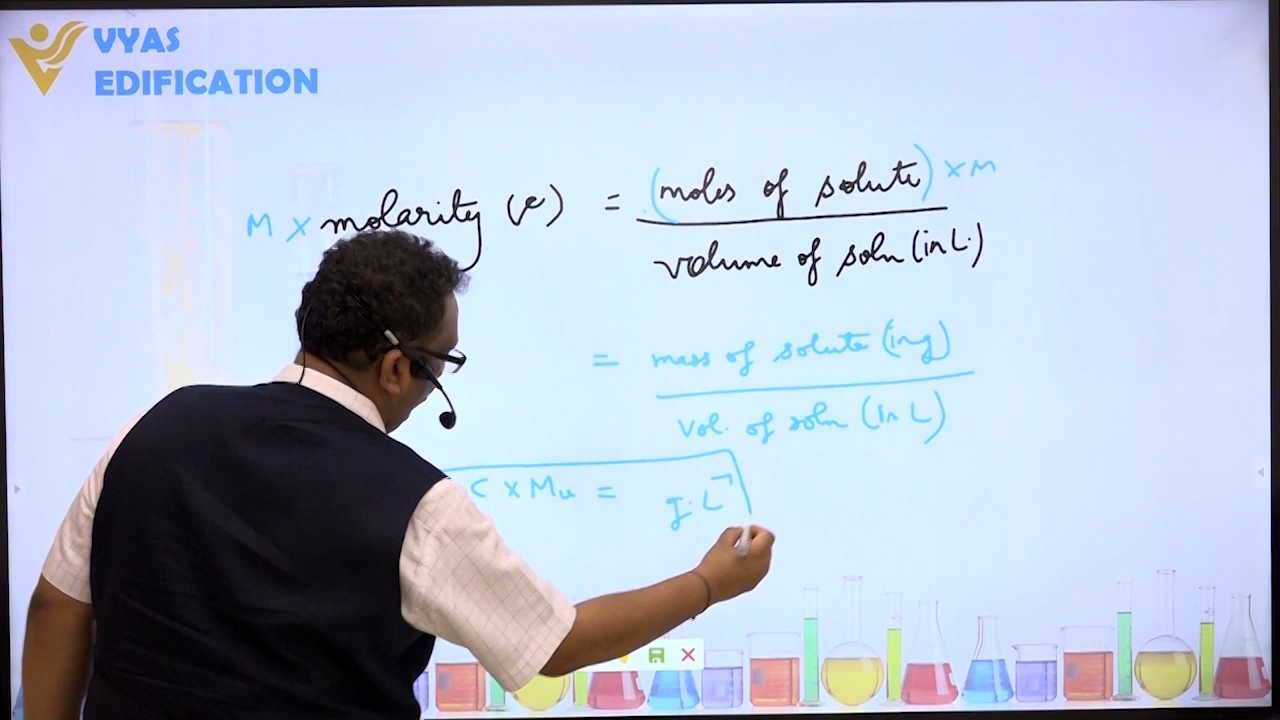 VYAS
EDIFICATION
M × molarity (c) = (moles of solute) × M
volume of soln (in L.)
= mass of solute (in g)
vol. of soln (in L)
C × Mu = g. L⁻¹